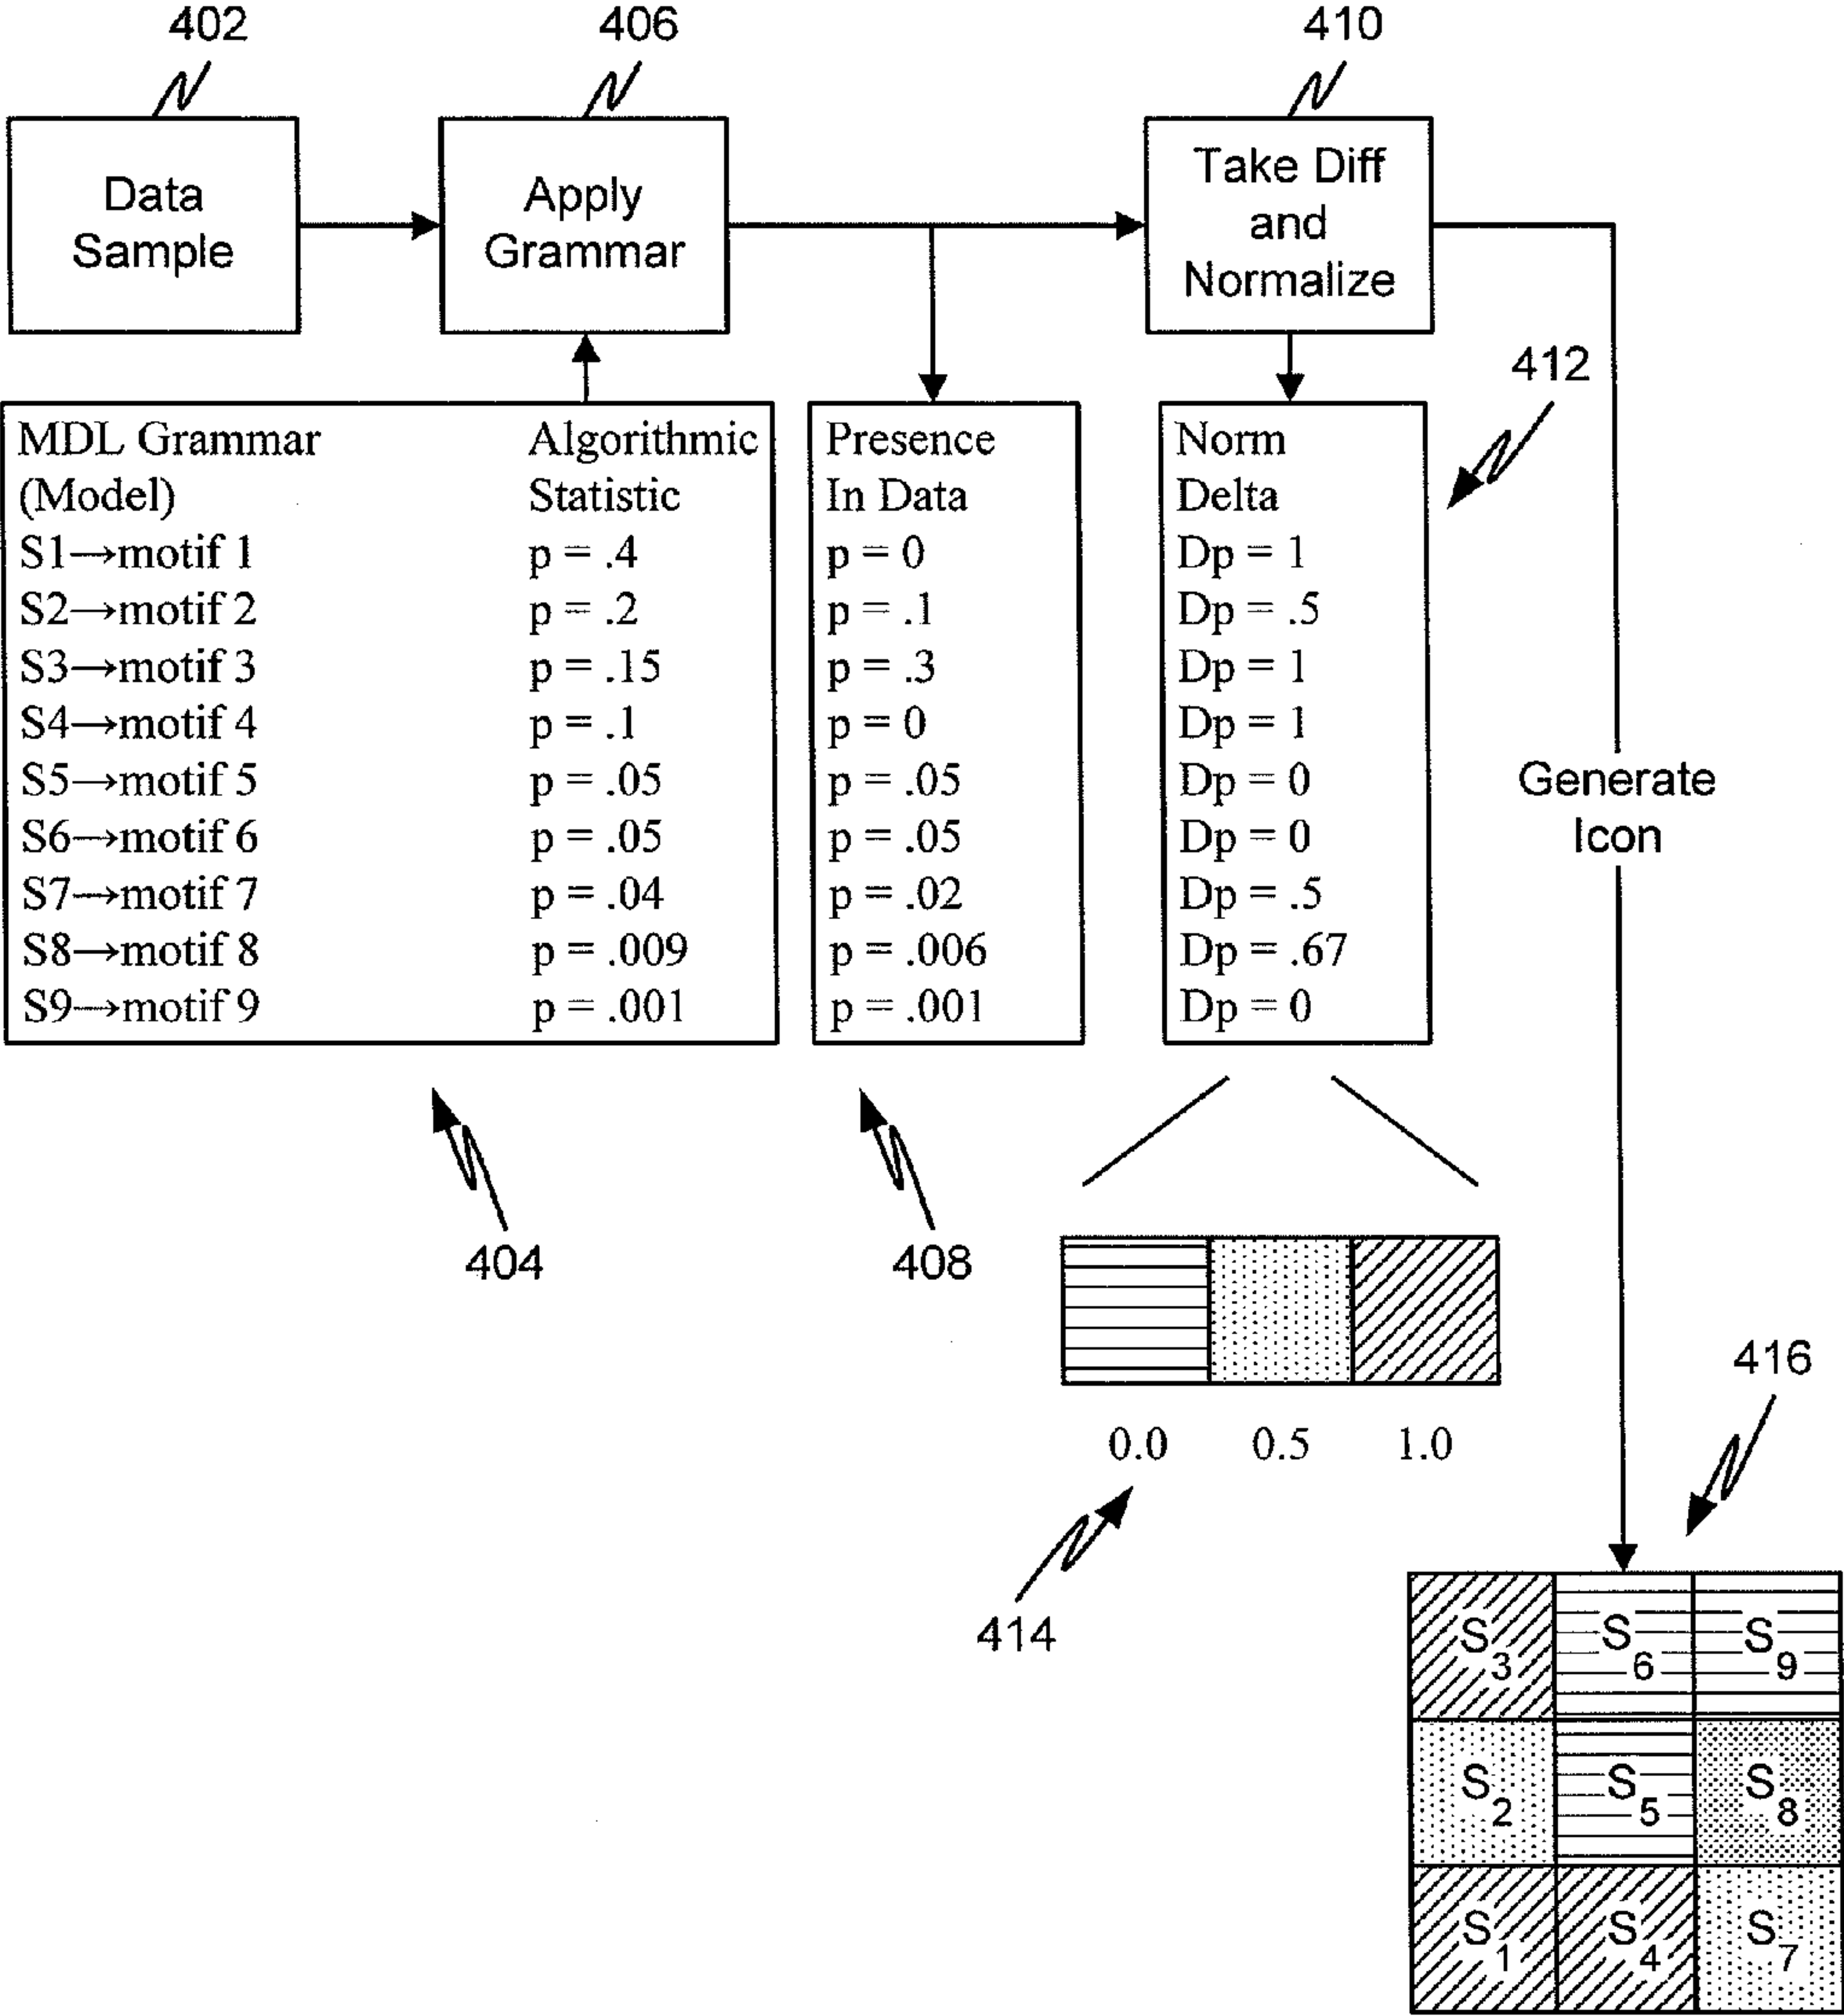 402
406
410
Data
Sample
Apply
Grammar
Take Diff
and
Normalize
412
MDL Grammar Algorithmic
(Model) Statistic
S1→motif 1 p = .4
S2→motif 2 p = .2
S3→motif 3 p = .15
S4→motif 4 p = .1
S5→motif 5 p = .05
S6→motif 6 p = .05
S7→motif 7 p = .04
S8→motif 8 p = .009
S9→motif 9 p = .001
Presence
In Data
p = 0
p = .1
p = .3
p = 0
p = .05
p = .05
p = .02
p = .006
p = .001
Norm
Delta
Dp = 1
Dp = .5
Dp = 1
Dp = 1
Dp = 0
Dp = 0
Dp = .5
Dp = .67
Dp = 0
Generate
Icon
404
408
0.0 0.5 1.0
414
416
S3 S6 S9
S2 S5 S8
S1 S4 S7